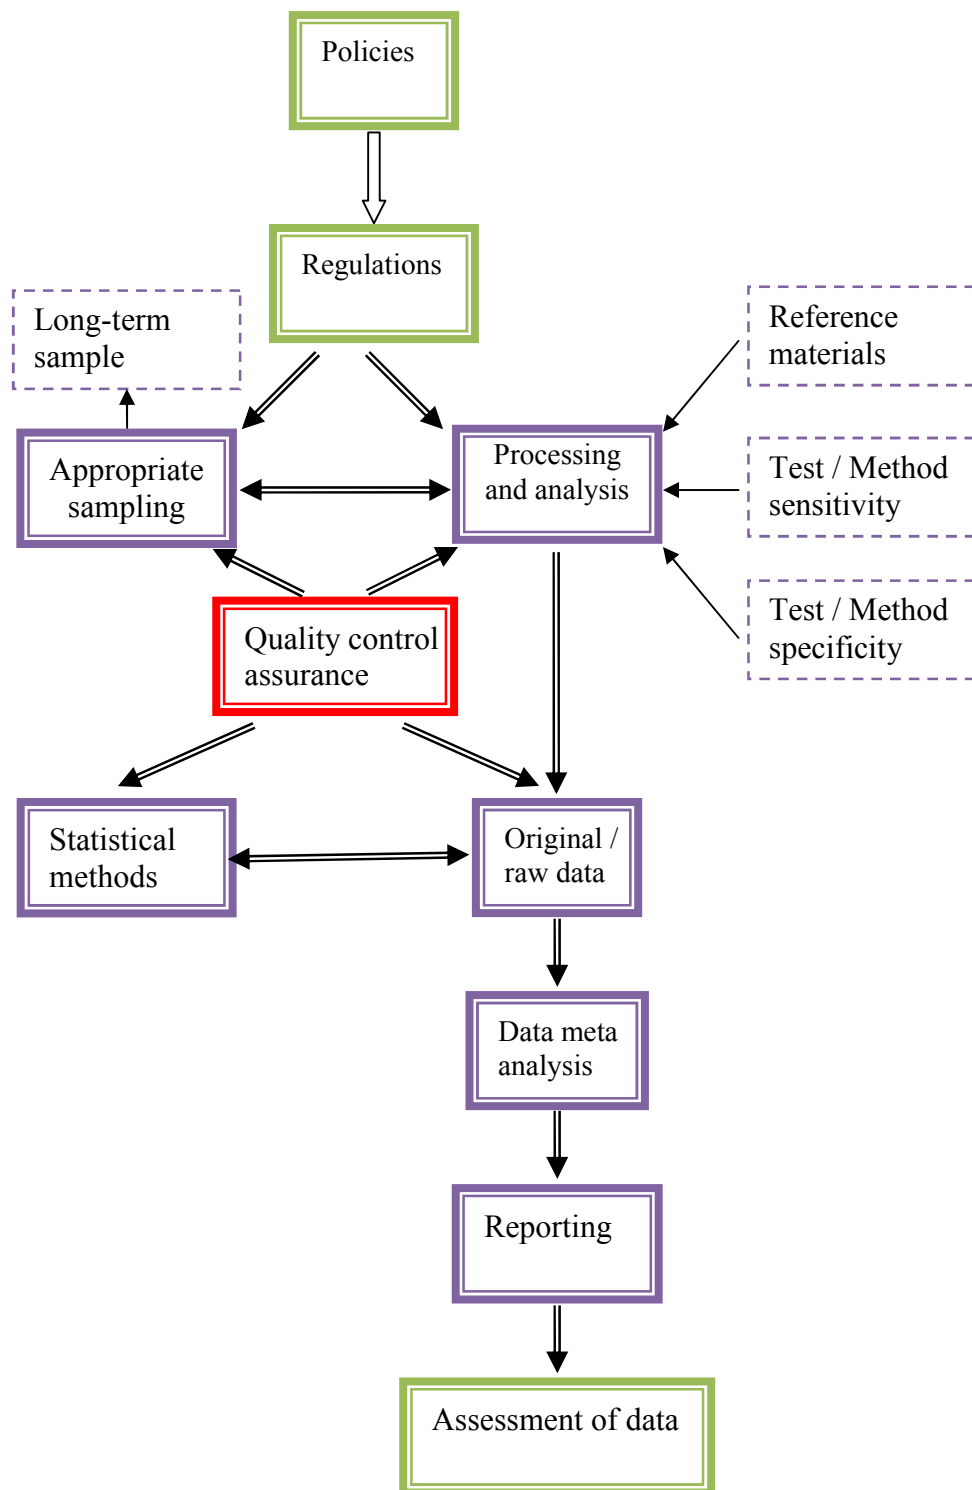 Policies
Regulations
Long-term
sample
Reference
materials
Appropriate
sampling
Processing
and analysis
Test / Method
sensitivity
Test / Method
specificity
Quality control
assurance
Statistical
methods
Original /
raw data
Data meta
analysis
Reporting
Assessment of data